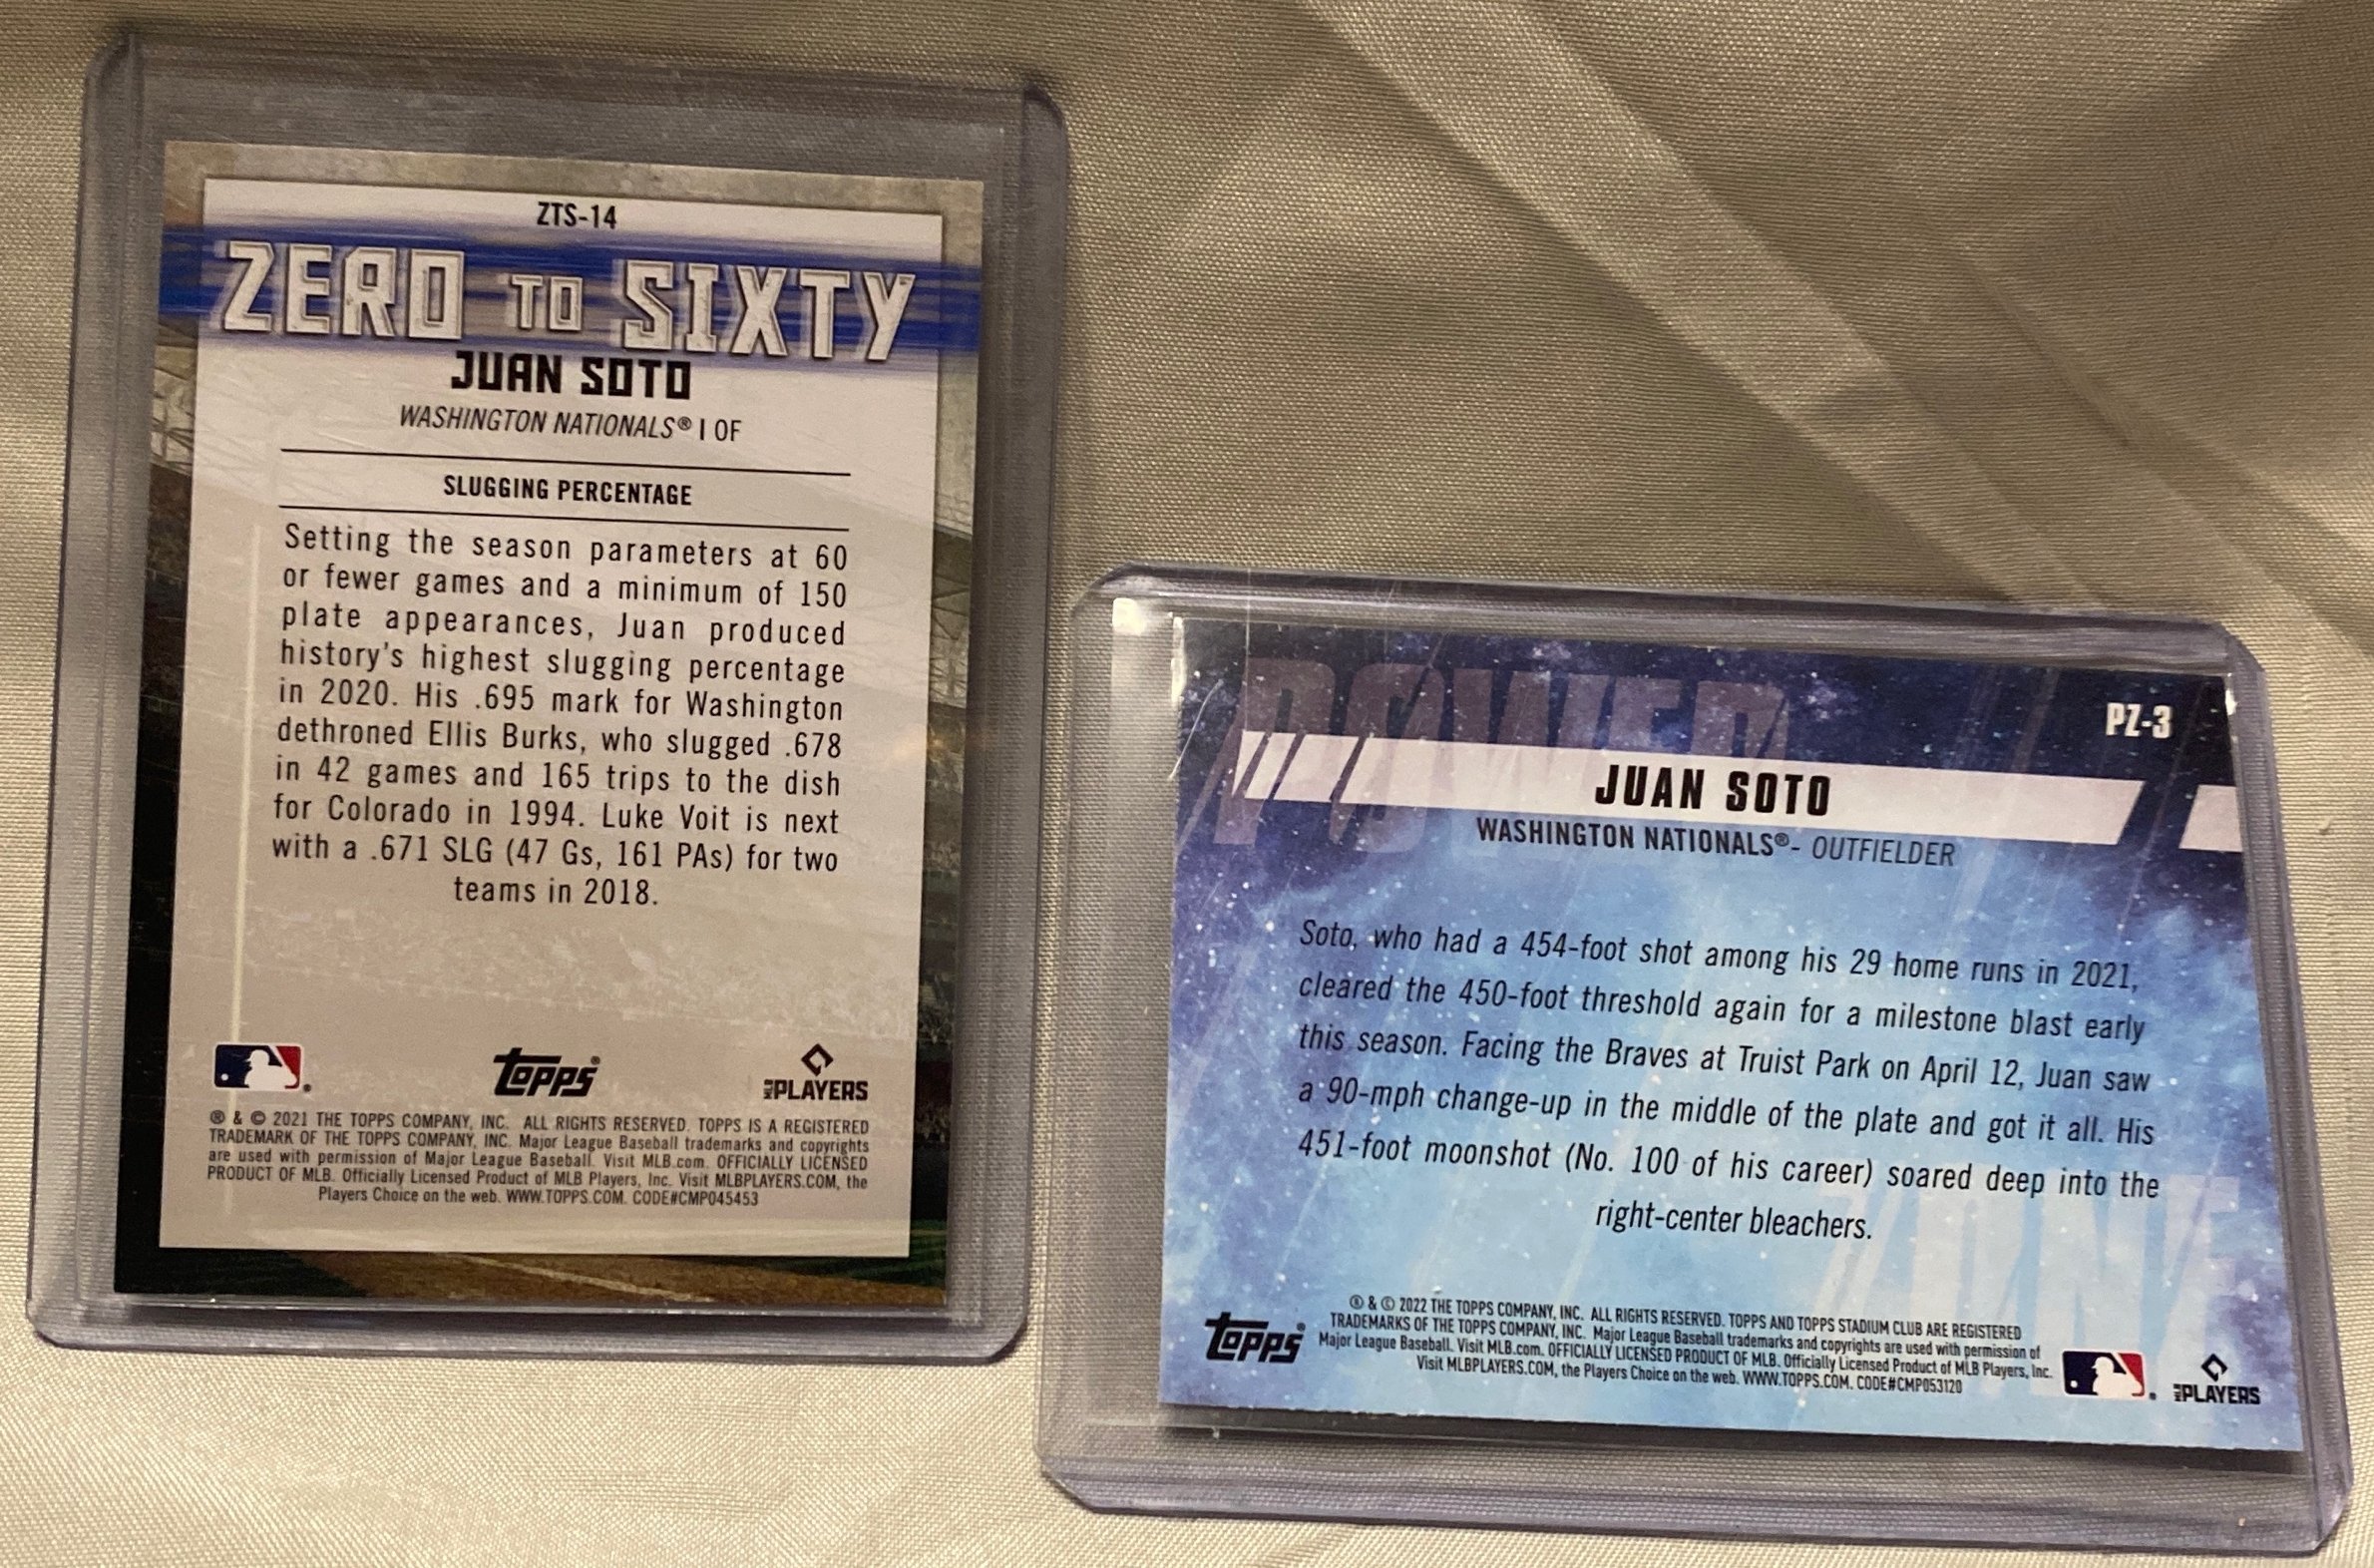 ZTS-14
ZERO TO SIXTY
JUAN SOTO
WASHINGTON NATIONALS® | OF
SLUGGING PERCENTAGE
Setting the season parameters at 60
or fewer games and a minimum of 150
plate appearances, Juan produced
history's highest slugging percentage
in 2020. His .695 mark for Washington
dethroned Ellis Burks, who slugged .678
in 42 games and 165 trips to the dish
for Colorado in 1994. Luke Voit is next
with a .671 SLG (47 Gs, 161 PAs) for two
teams in 2018.
Topps®
MLB PLAYERS
® & © 2021 THE TOPPS COMPANY, INC. ALL RIGHTS RESERVED. TOPPS IS A REGISTERED
TRADEMARK OF THE TOPPS COMPANY, INC. Major League Baseball trademarks and copyrights
are used with permission of Major League Baseball. Visit MLB.com. OFFICIALLY LICENSED
PRODUCT OF MLB. Officially Licensed Product of MLB Players, Inc. Visit MLBPLAYERS.COM, the
Players Choice on the web. WWW.TOPPS.COM. CODE#CMP045453
POWER
PZ-3
JUAN SOTO
WASHINGTON NATIONALS®- OUTFIELDER
Soto, who had a 454-foot shot among his 29 home runs in 2021,
cleared the 450-foot threshold again for a milestone blast early
this season. Facing the Braves at Truist Park on April 12, Juan saw
a 90-mph change-up in the middle of the plate and got it all. His
451-foot moonshot (No. 100 of his career) soared deep into the
right-center bleachers.
ZONE
Topps®
® & © 2022 THE TOPPS COMPANY, INC. ALL RIGHTS RESERVED. TOPPS AND TOPPS STADIUM CLUB ARE REGISTERED
TRADEMARKS OF THE TOPPS COMPANY, INC. Major League Baseball trademarks and copyrights are used with permission of
Major League Baseball. Visit MLB.com. OFFICIALLY LICENSED PRODUCT OF MLB. Officially Licensed Product of MLB Players, Inc.
Visit MLBPLAYERS.COM, the Players Choice on the web. WWW.TOPPS.COM. CODE#CMP053120
MLB PLAYERS